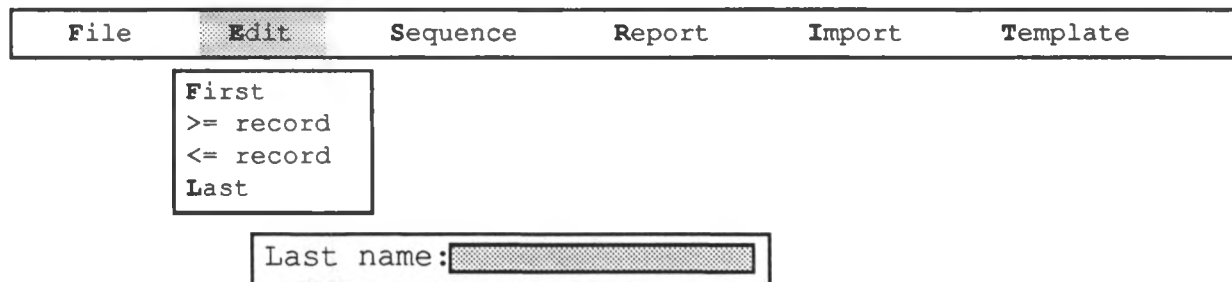 File Edit Sequence Report Import Template
First
>= record
<= record
Last
Last name: